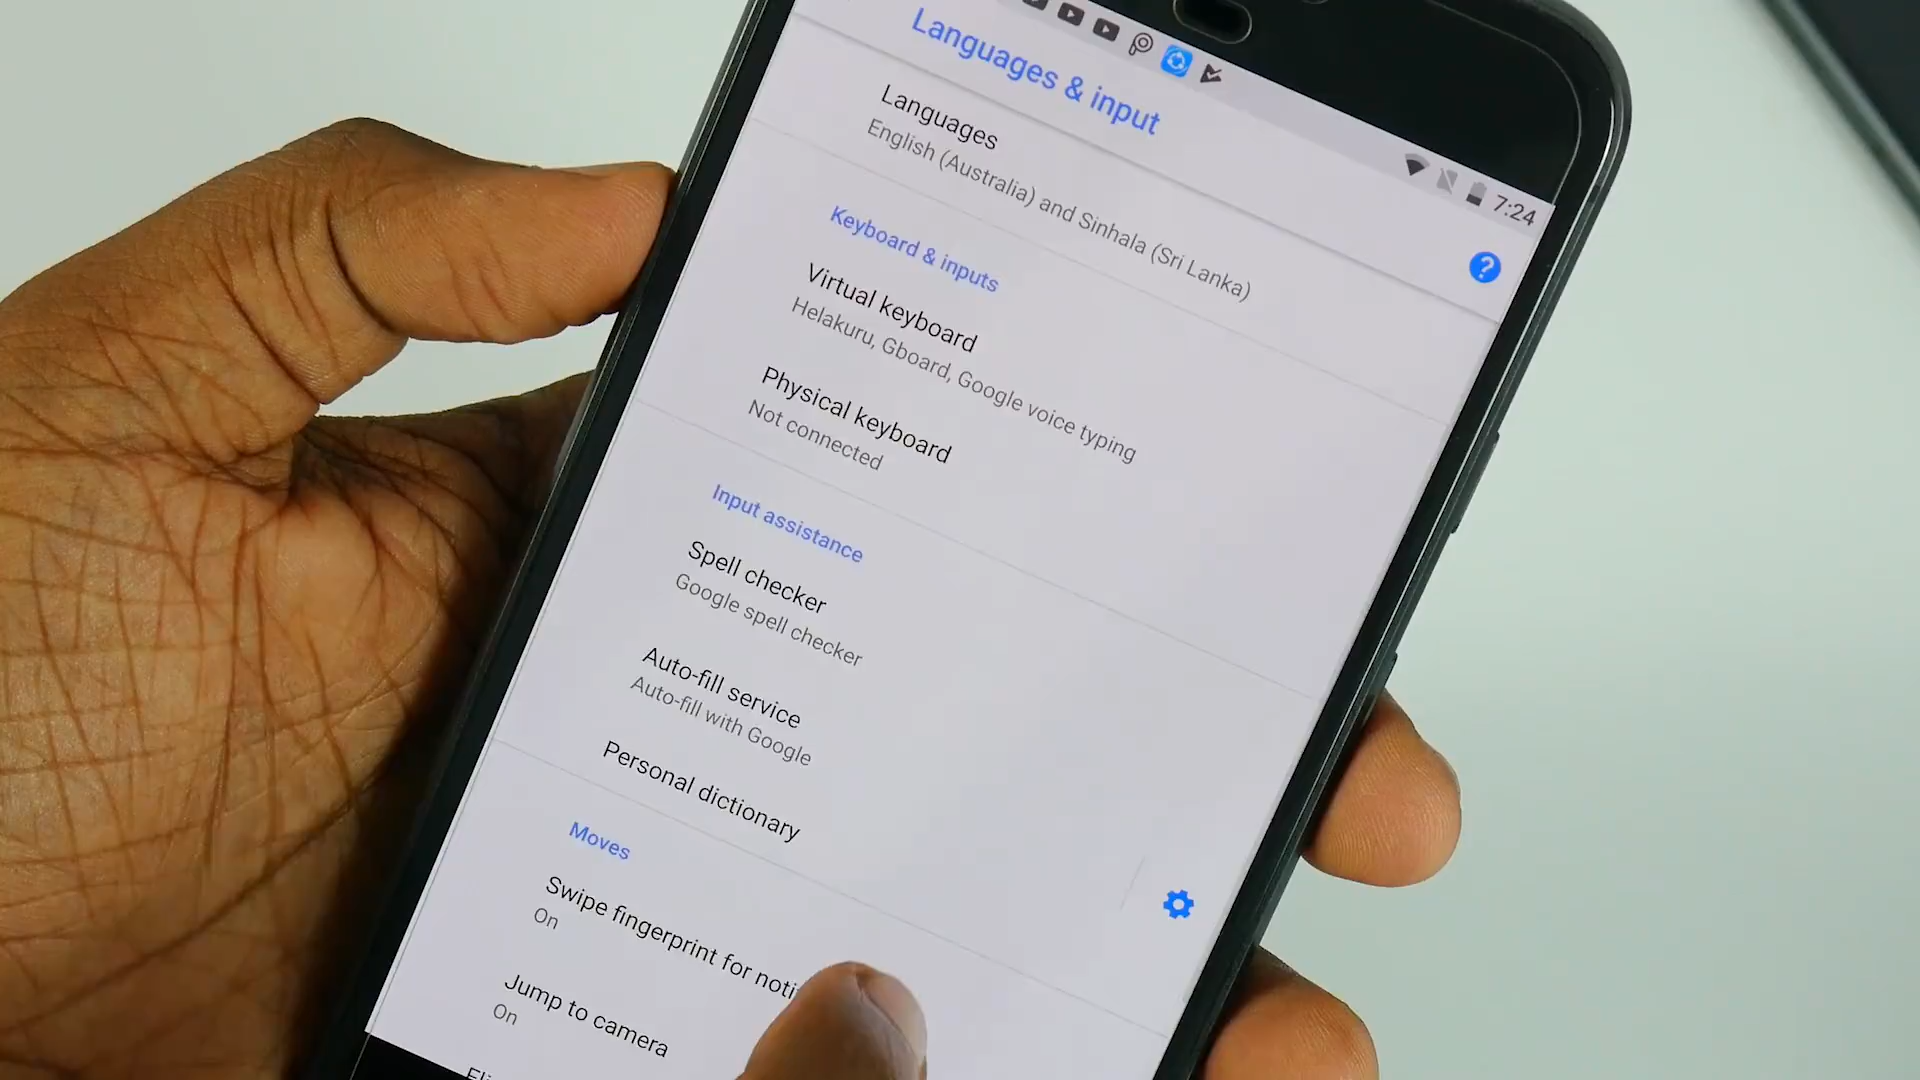 7:24
Languages & input
Languages
English (Australia) and Sinhala (Sri Lanka)
Keyboard & inputs
Virtual keyboard
Helakuru, Gboard, Google voice typing
Physical keyboard
Not connected
Input assistance
Spell checker
Google spell checker
Auto-fill service
Auto-fill with Google
Personal dictionary
Moves
Swipe fingerprint for noti
On
Jump to camera
On